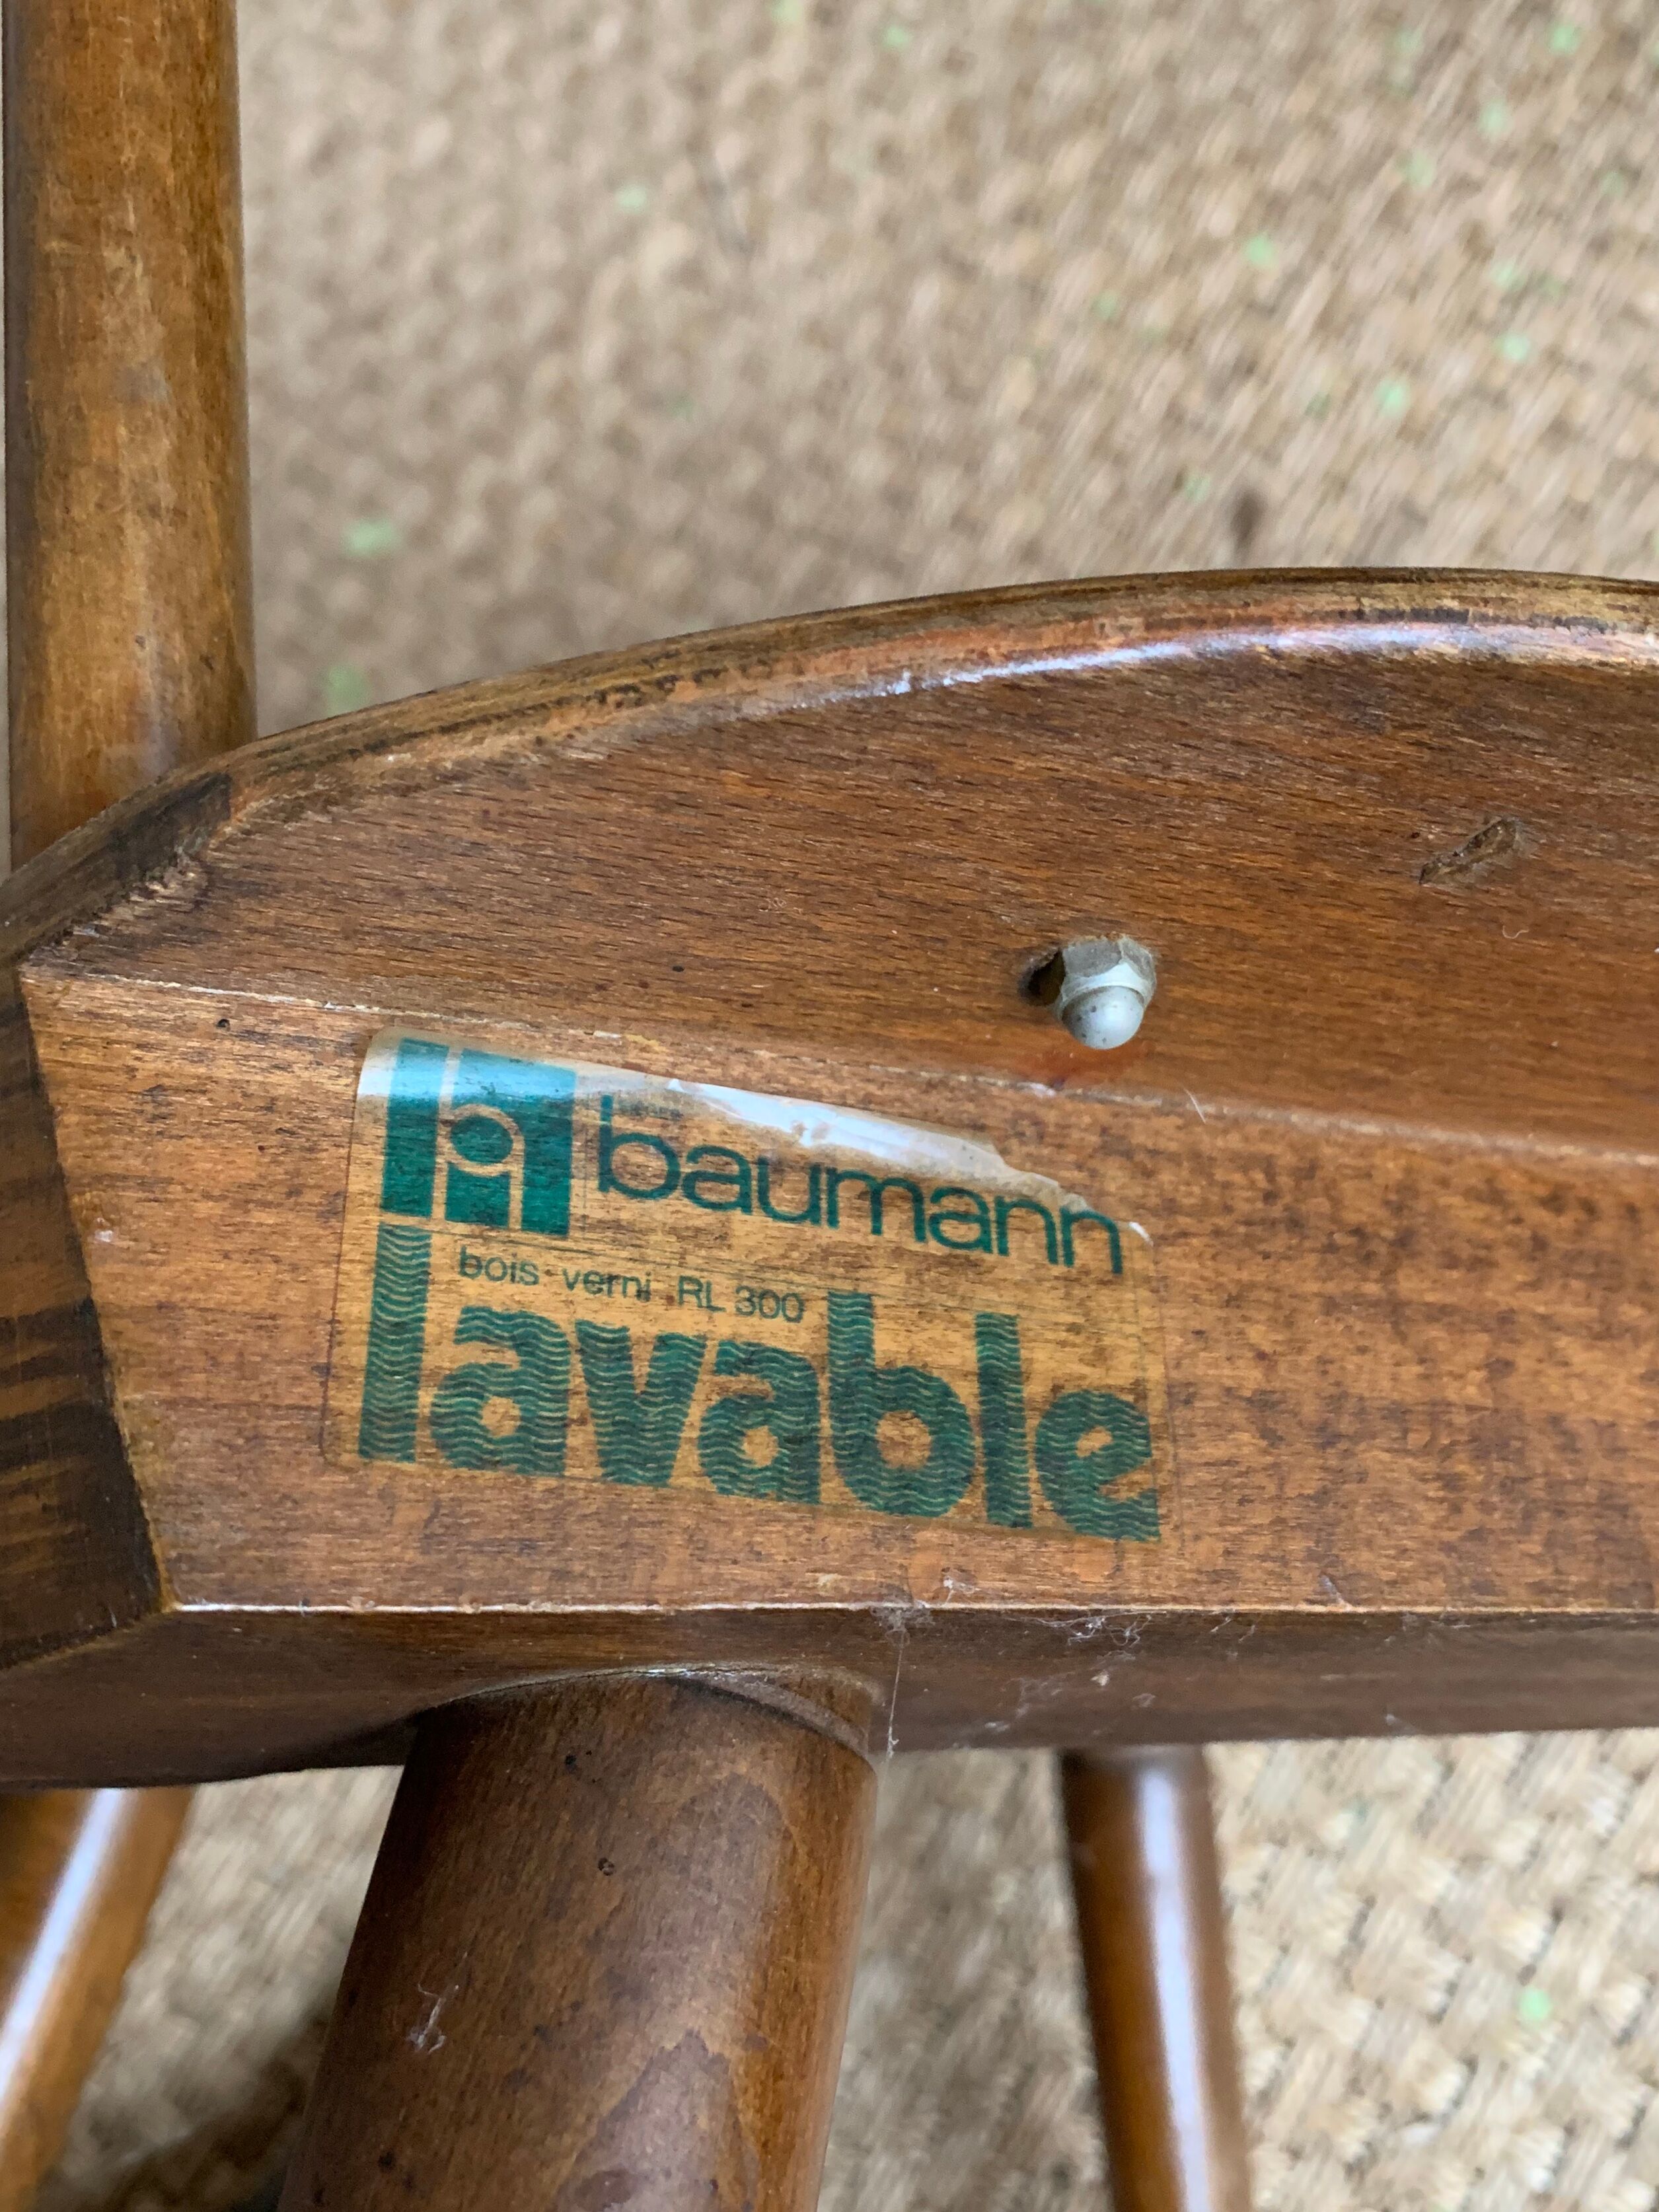 baumann
bois verni RL 300
lavable